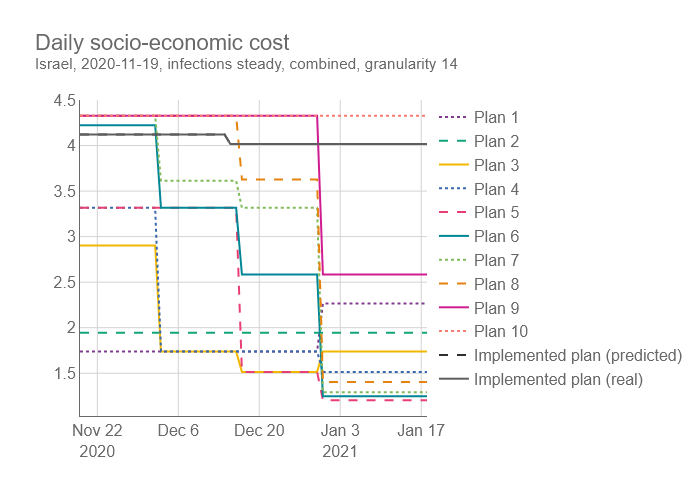 Daily socio-economic cost
Israel, 2020-11-19, infections steady, combined, granularity 14
4.5
4
3.5
3
2.5
2
1.5
Nov 22
2020
Dec 6
Dec 20
Jan 3
2021
Jan 17
Plan 1
Plan 2
Plan 3
Plan 4
Plan 5
Plan 6
Plan 7
Plan 8
Plan 9
Plan 10
Implemented plan (predicted)
Implemented plan (real)